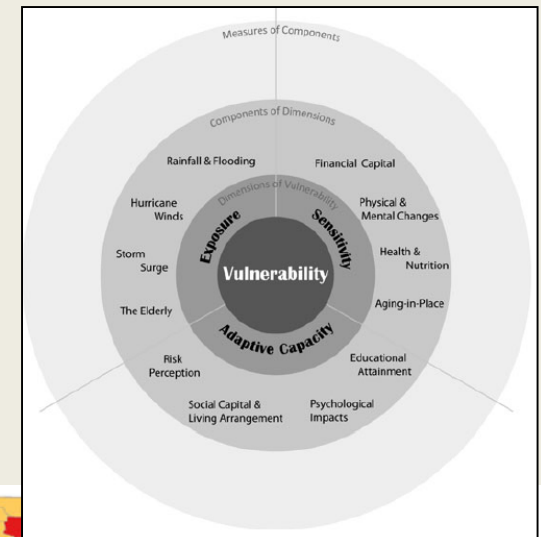 Measures of Components
Components of Dimensions
Rainfall & Flooding
Financial Capital
Dimensions of Vulnerability
Hurricane
Winds
Physical &
Mental Changes
Exposure
Sensitivity
Storm
Surge
Vulnerability
Health &
Nutrition
The Elderly
Aging-in-Place
Adaptive Capacity
Risk
Perception
Educational
Attainment
Social Capital &
Living Arrangement
Psychological
Impacts